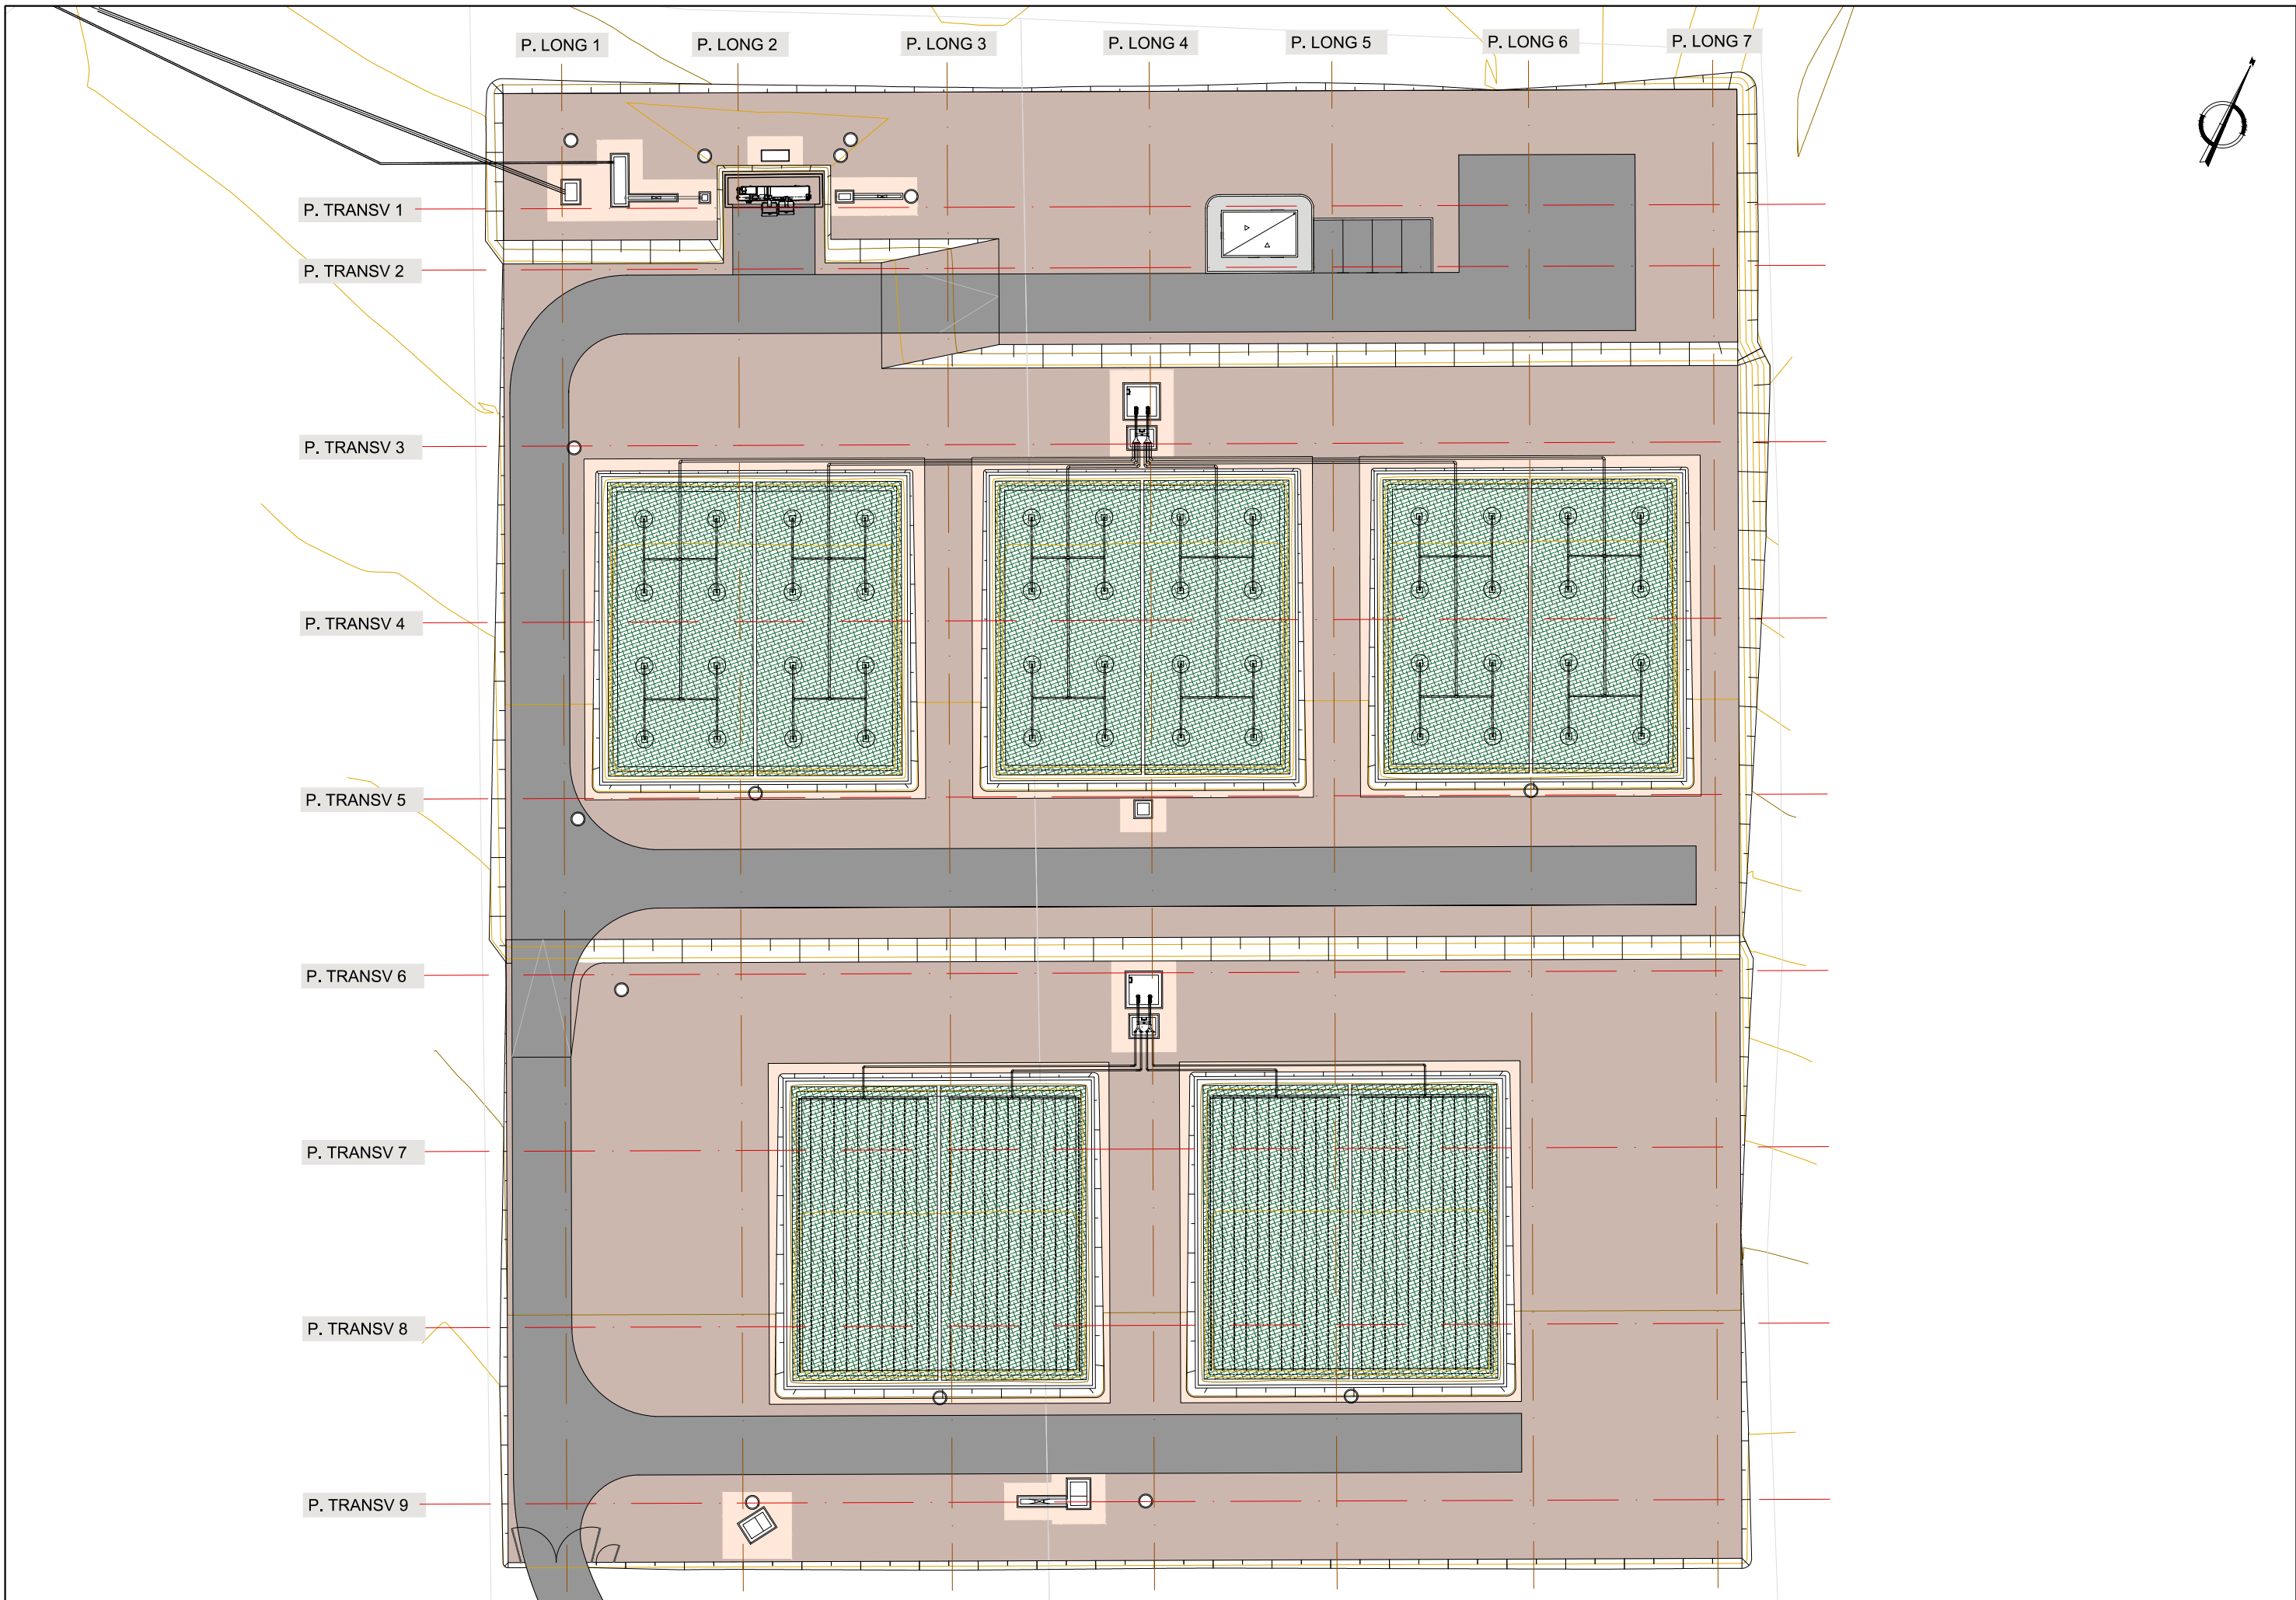 P. LONG 1
P. LONG 2
P. LONG 3
P. LONG 4
P. LONG 5
P. LONG 6
P. LONG 7
P. TRANSV 1
P. TRANSV 2
P. TRANSV 3
P. TRANSV 4
P. TRANSV 5
P. TRANSV 6
P. TRANSV 7
P. TRANSV 8
P. TRANSV 9